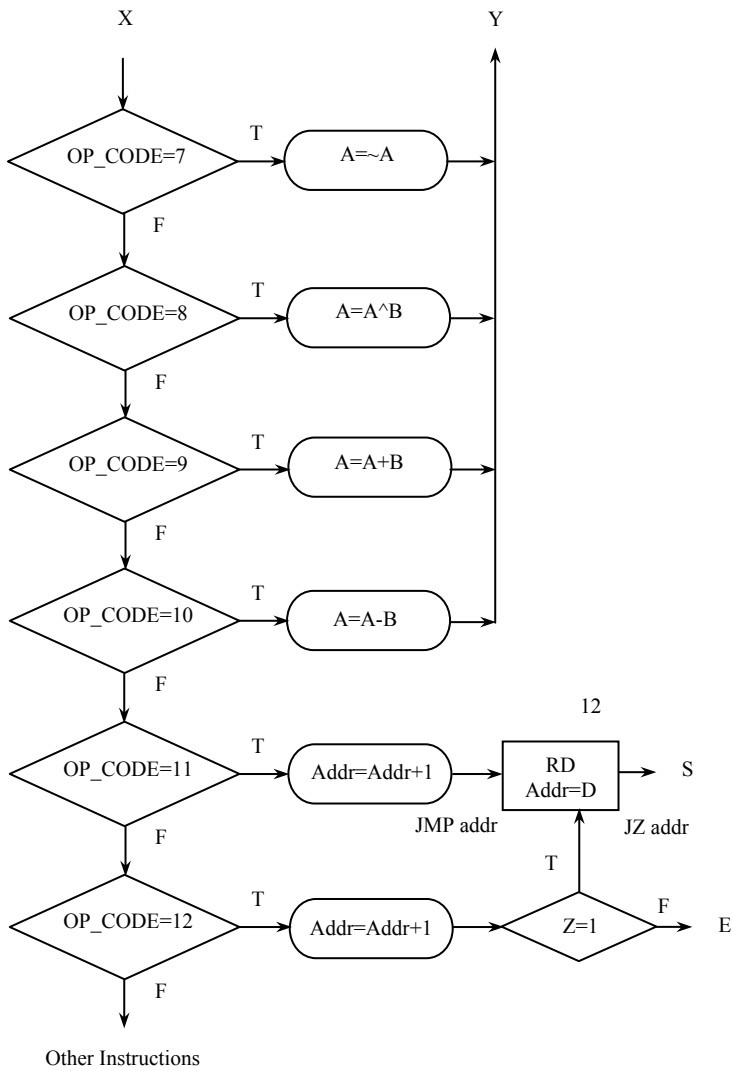 X
Y
OP_CODE=7
T
A=~A
F
OP_CODE=8
T
A=A^B
F
OP_CODE=9
T
A=A+B
F
OP_CODE=10
T
A=A-B
F
12
OP_CODE=11
T
Addr=Addr+1
RD
Addr=D
S
JMP addr
JZ addr
F
T
OP_CODE=12
T
Addr=Addr+1
Z=1
F
E
F
Other Instructions